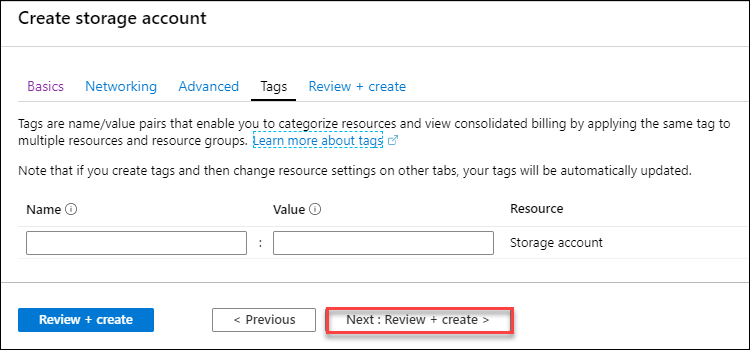 Create storage account
Basics Networking Advanced Tags Review + create
Tags are name/value pairs that enable you to categorize resources and view consolidated billing by applying the same tag to
multiple resources and resource groups. Learn more about tags
Note that if you create tags and then change resource settings on other tabs, your tags will be automatically updated.
Name Value Resource
: Storage account
Review + create < Previous Next : Review + create >